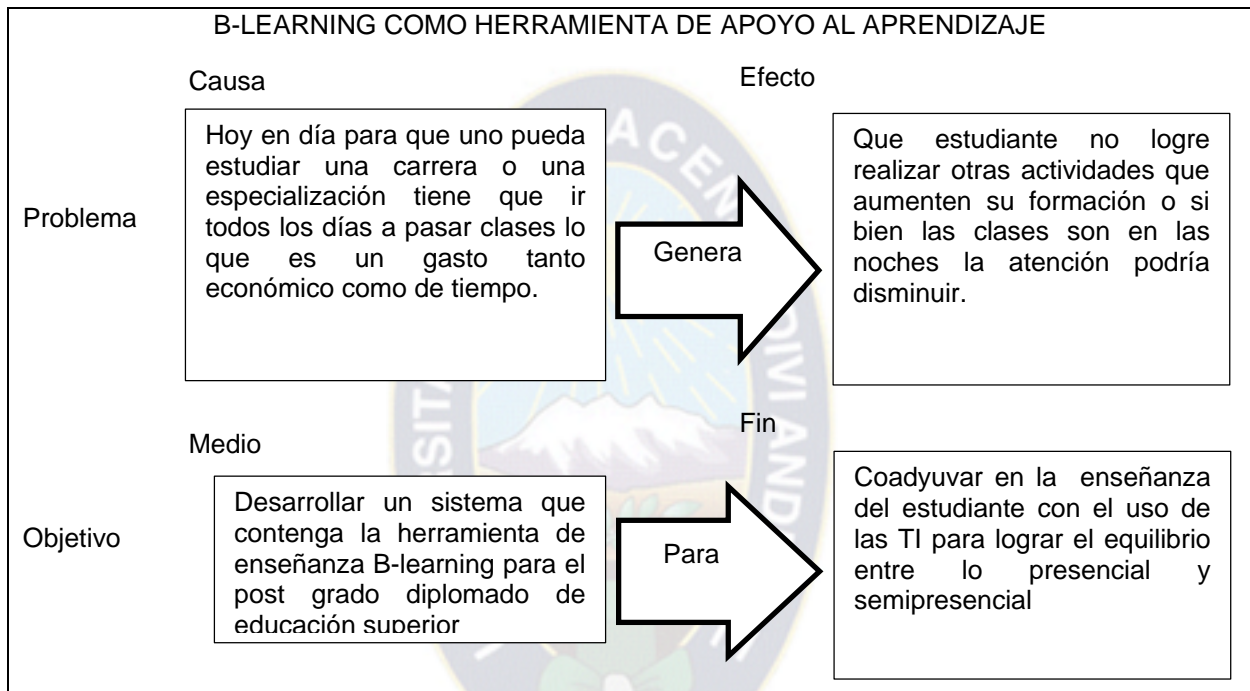 B-LEARNING COMO HERRAMIENTA DE APOYO AL APRENDIZAJE
Causa
Efecto
Problema
Hoy en día para que uno pueda
estudiar una carrera o una
especialización tiene que ir
todos los días a pasar clases lo
que es un gasto tanto
económico como de tiempo.
Genera
Que estudiante no logre
realizar otras actividades que
aumenten su formación o si
bien las clases son en las
noches la atención podría
disminuir.
Medio
Fin
Objetivo
Desarrollar un sistema que
contenga la herramienta de
enseñanza B-learning para el
post grado diplomado de
educación superior
Para
Coadyuvar en la enseñanza
del estudiante con el uso de
las TI para lograr el equilibrio
entre lo presencial y
semipresencial